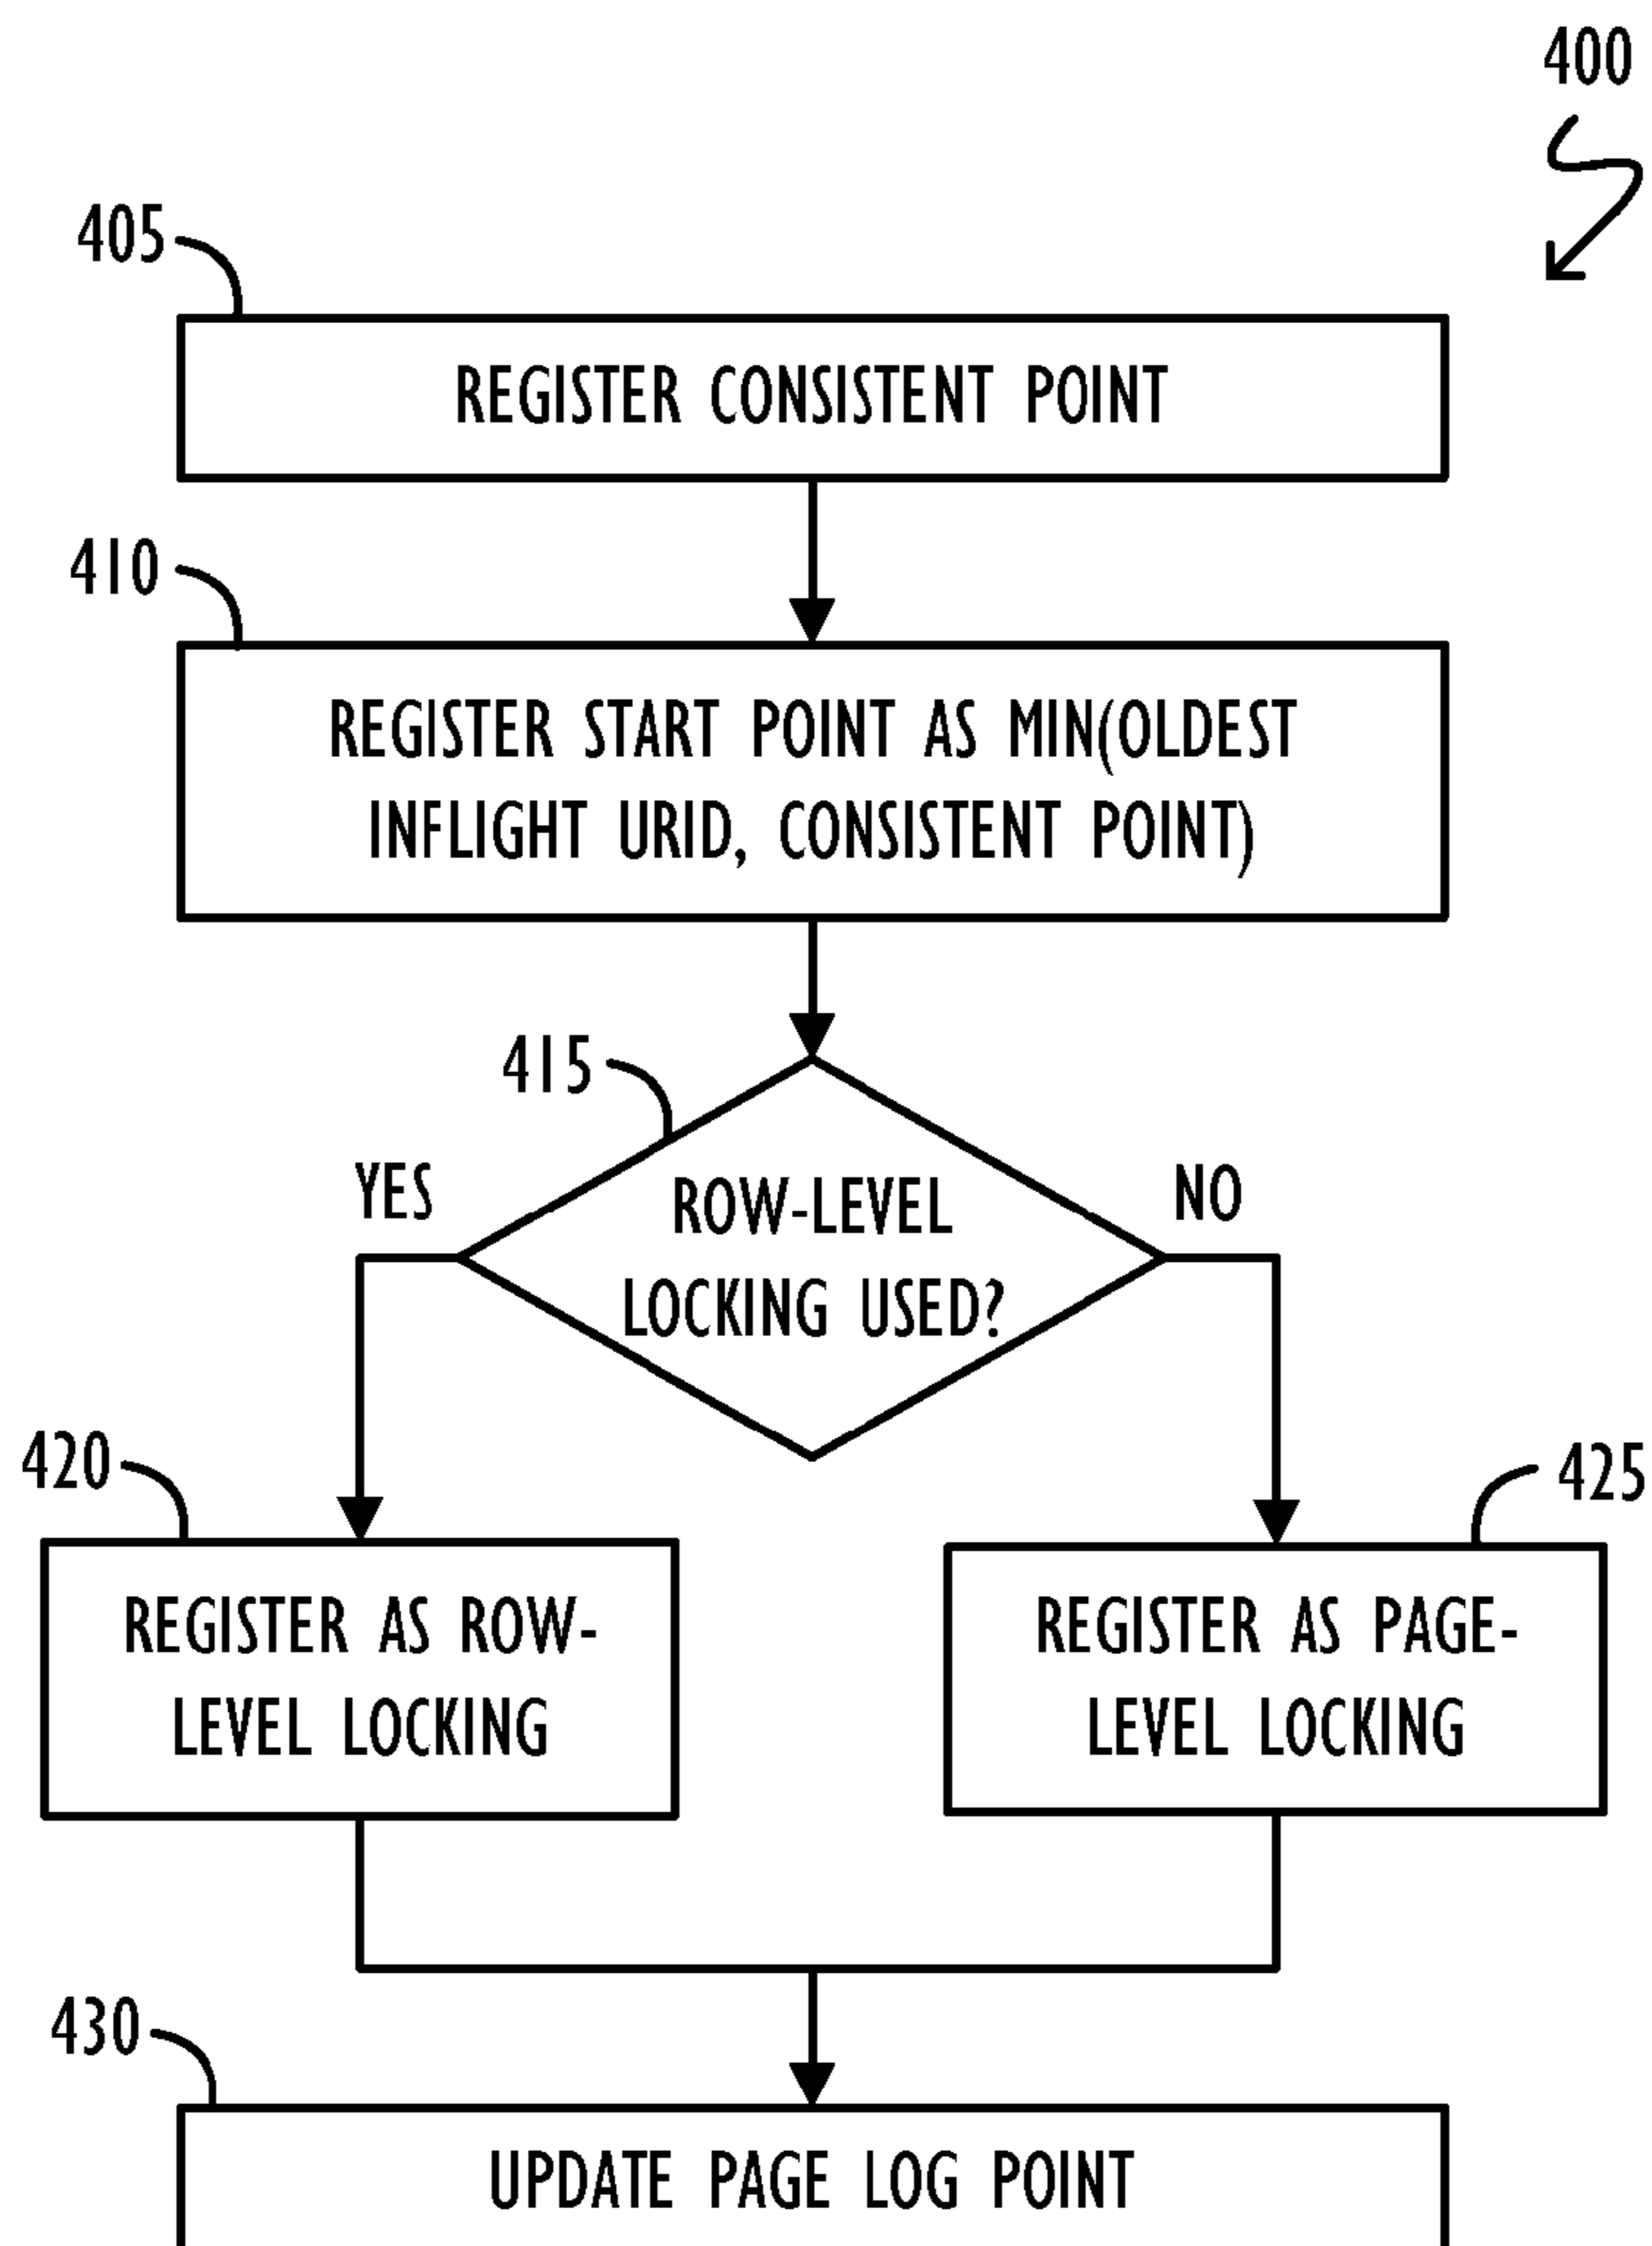 400
405
REGISTER CONSISTENT POINT
410
REGISTER START POINT AS MIN(OLDEST
INFLIGHT URID, CONSISTENT POINT)
415
YES
NO
ROW-LEVEL
LOCKING USED?
420
425
REGISTER AS ROW-
LEVEL LOCKING
REGISTER AS PAGE-
LEVEL LOCKING
430
UPDATE PAGE LOG POINT